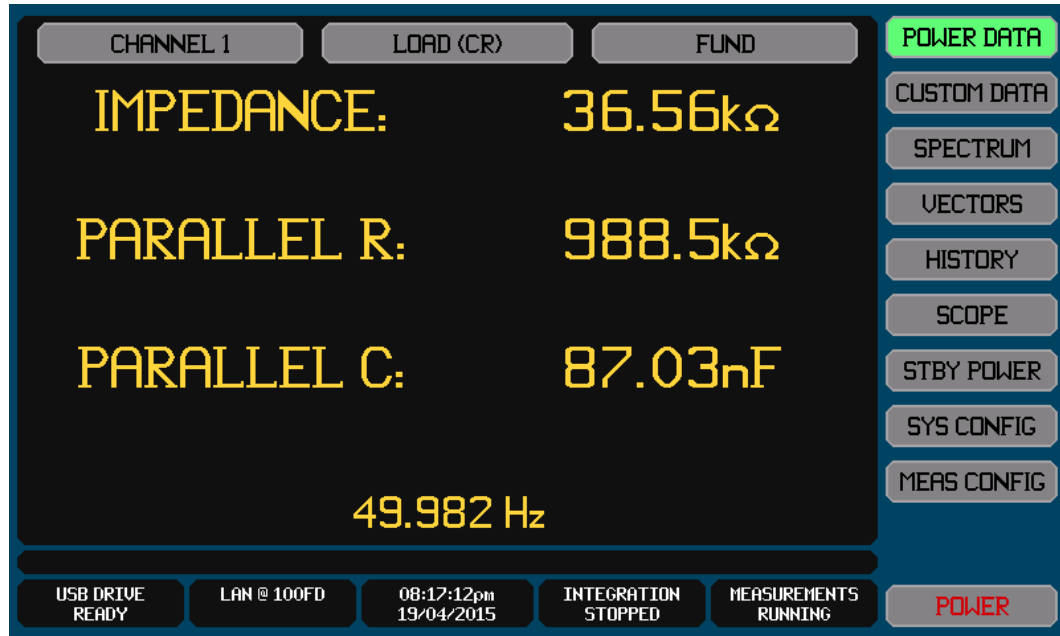 CHANNEL 1
LOAD (CR)
FUND
IMPEDANCE: 36.56kΩ
PARALLEL R: 988.5kΩ
PARALLEL C: 87.03nF
49.982 Hz
POWER DATA
CUSTOM DATA
SPECTRUM
VECTORS
HISTORY
SCOPE
STBY POWER
SYS CONFIG
MEAS CONFIG
USB DRIVE
READY
LAN @ 100FD
08:17:12pm
19/04/2015
INTEGRATION
STOPPED
MEASUREMENTS
RUNNING
POWER